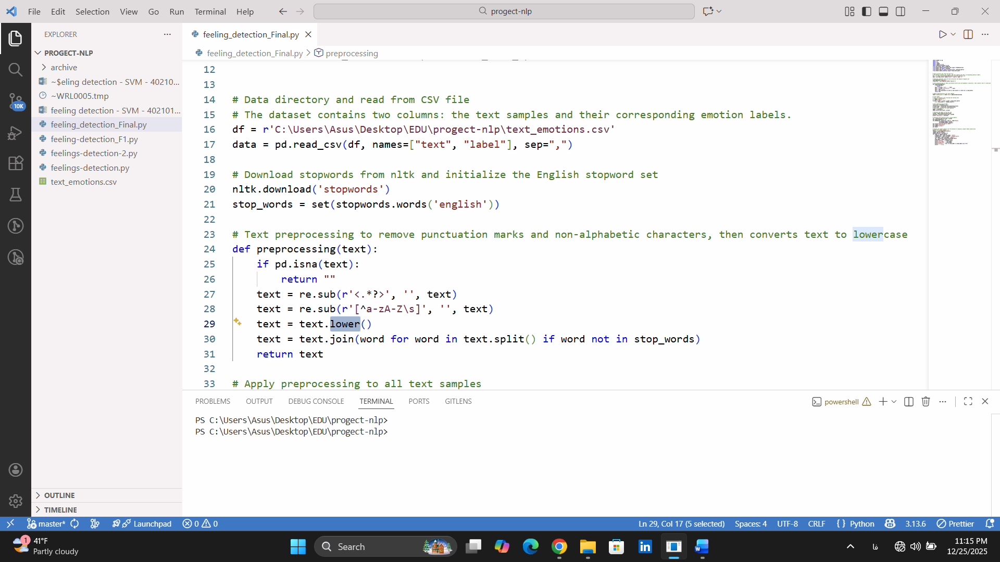 File Edit Selection View Go Run Terminal Help
progect-nlp
EXPLORER
PROGECT-NLP
archive
~$eling detection - SVM - 40210...
~WRL0005.tmp
feeling detection - SVM - 402101...
feeling_detection_Final.py
feeling-detection_F1.py
feelings-detection-2.py
feelings-detection.py
text_emotions.csv
OUTLINE
TIMELINE
10K
feeling_detection_Final.py
feeling_detection_Final.py > preprocessing
12
13
14 # Data directory and read from CSV file
15 # The dataset contains two columns: the text samples and their corresponding emotion labels.
16 df = r'C:\Users\Asus\Desktop\EDU\progect-nlp\text_emotions.csv'
17 data = pd.read_csv(df, names=["text", "label"], sep=",")
18
19 # Download stopwords from nltk and initialize the English stopword set
20 nltk.download('stopwords')
21 stop_words = set(stopwords.words('english'))
22
23 # Text preprocessing to remove punctuation marks and non-alphabetic characters, then converts text to lowercase
24 def preprocessing(text):
25 if pd.isna(text):
26 return ""
27 text = re.sub(r'<.*?>', '', text)
28 text = re.sub(r'[^a-zA-Z\s]', '', text)
29 text = text.lower()
30 text = text.join(word for word in text.split() if word not in stop_words)
31 return text
32
33 # Apply preprocessing to all text samples
PROBLEMS OUTPUT DEBUG CONSOLE TERMINAL PORTS GITLENS
powershell
PS C:\Users\Asus\Desktop\EDU\progect-nlp>
PS C:\Users\Asus\Desktop\EDU\progect-nlp>
master* Launchpad 0 0
Ln 29, Col 17 (5 selected) Spaces: 4 UTF-8 CRLF { } Python 3.13.6 Prettier
1
41°F
Partly cloudy
Search
فا
11:15 PM
12/25/2025